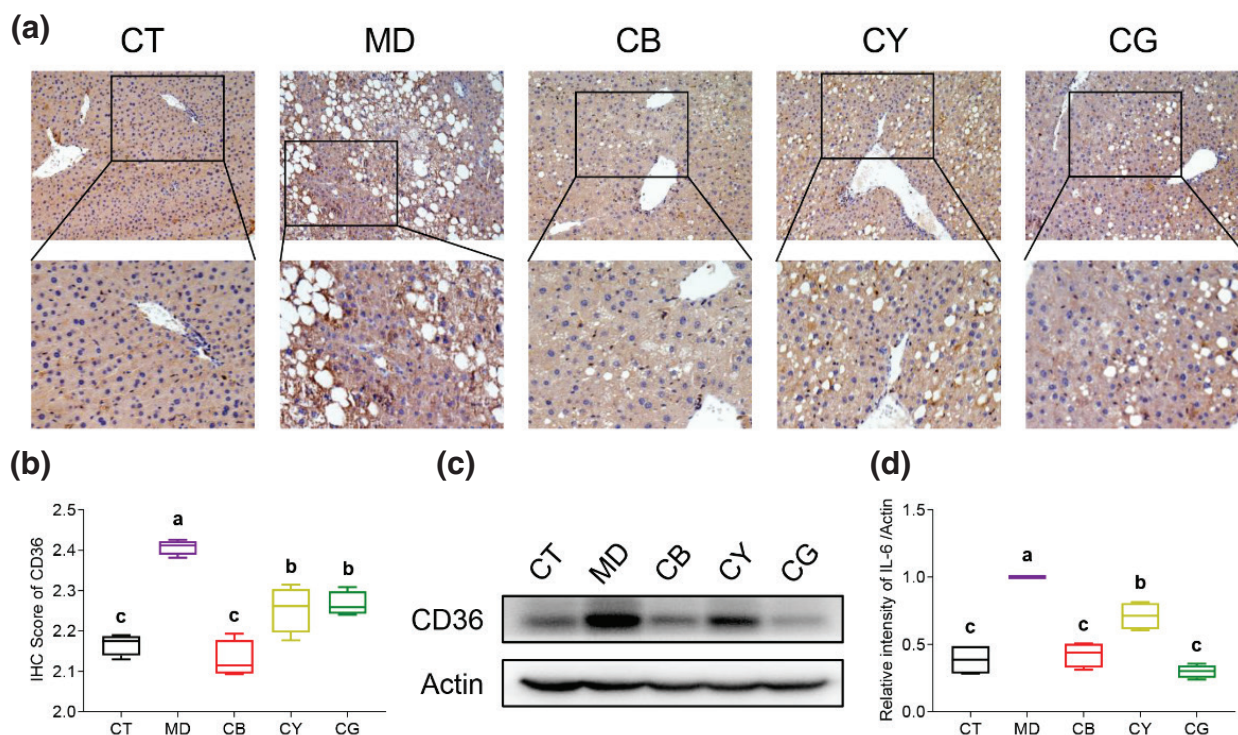 (a)
CT MD CB CY CG
(b)
IHC Score of CD36
2.5
2.4
2.3
2.2
2.1
2.0
c
a
c
b
b
CT MD CB CY CG
(c)
CT MD CB CY CG
CD36
Actin
(d)
Relative intensity of IL-6 /Actin
1.5
1.0
0.5
0.0
c
a
c
b
c
CT MD CB CY CG